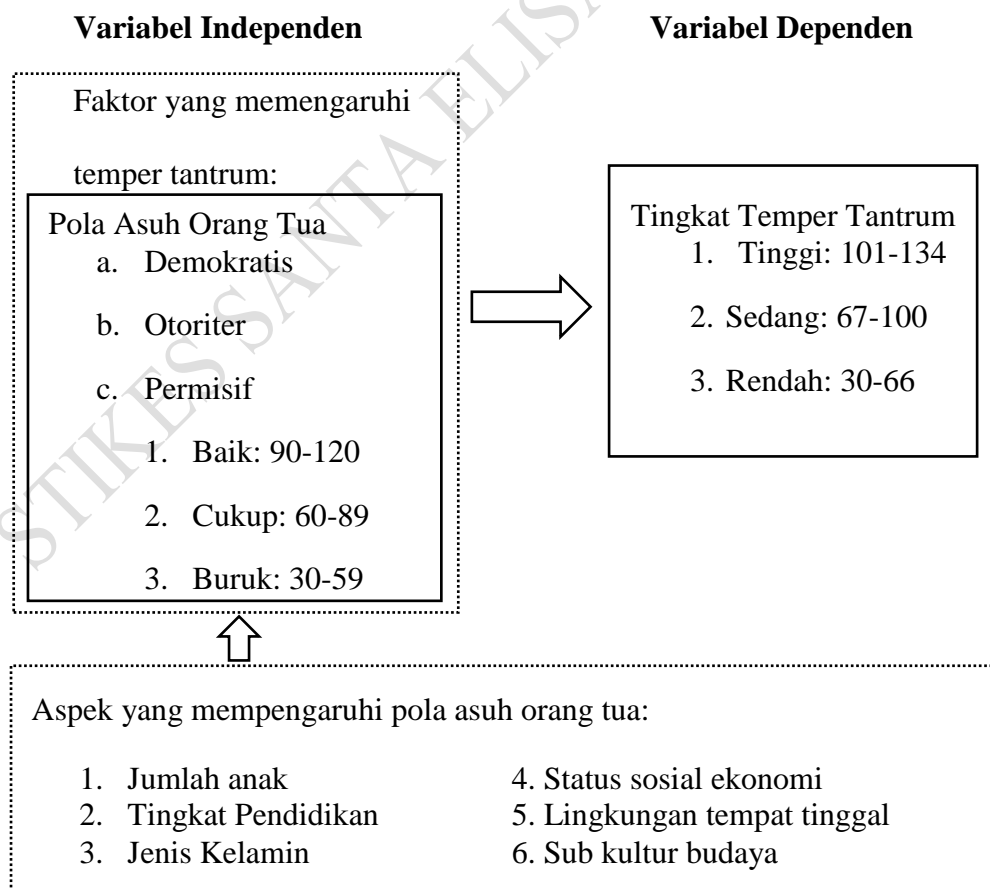 Variabel Independen
Variabel Dependen
Faktor yang memengaruhi
temper tantrum:
Pola Asuh Orang Tua
a. Demokratis
b. Otoriter
c. Permisif
1. Baik: 90-120
2. Cukup: 60-89
3. Buruk: 30-59
Tingkat Temper Tantrum
1. Tinggi: 101-134
2. Sedang: 67-100
3. Rendah: 30-66
Aspek yang mempengaruhi pola asuh orang tua:
1. Jumlah anak
2. Tingkat Pendidikan
3. Jenis Kelamin
4. Status sosial ekonomi
5. Lingkungan tempat tinggal
6. Sub kultur budaya
STIKES SANTA ELISA